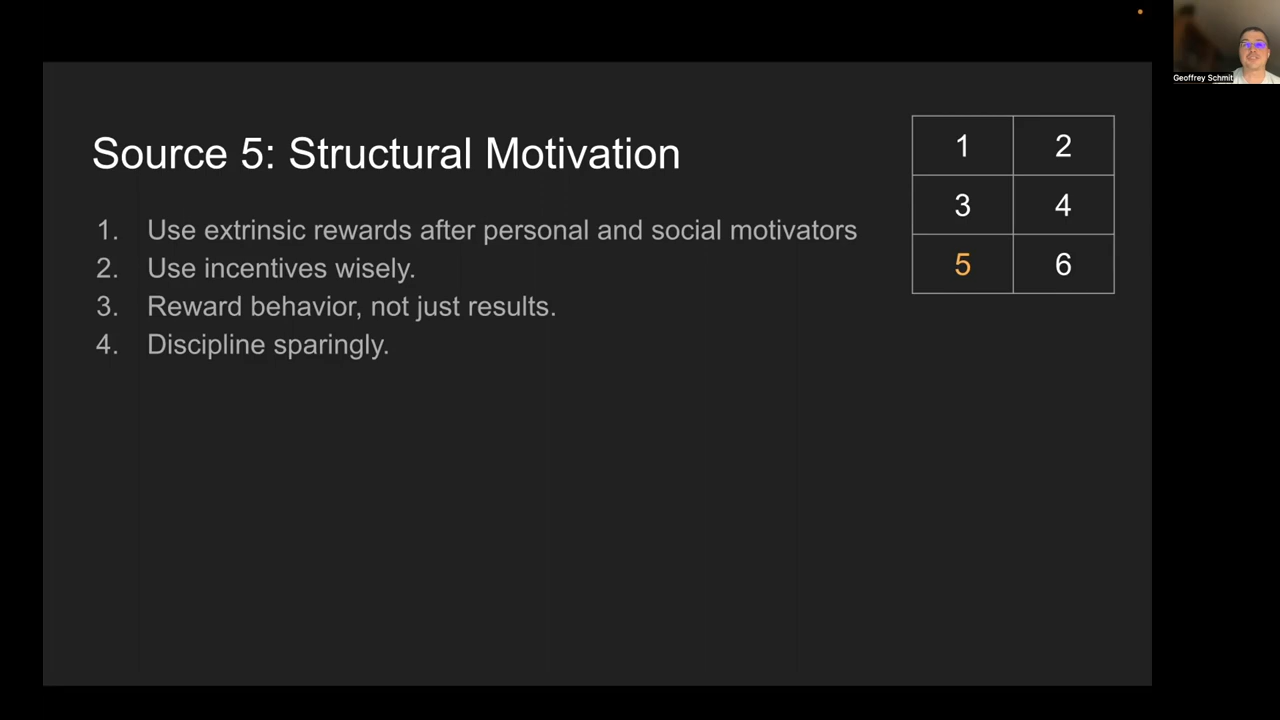 Geoffrey Schmit
Source 5: Structural Motivation
1. Use extrinsic rewards after personal and social motivators
2. Use incentives wisely.
3. Reward behavior, not just results.
4. Discipline sparingly.
1 2
3 4
5 6